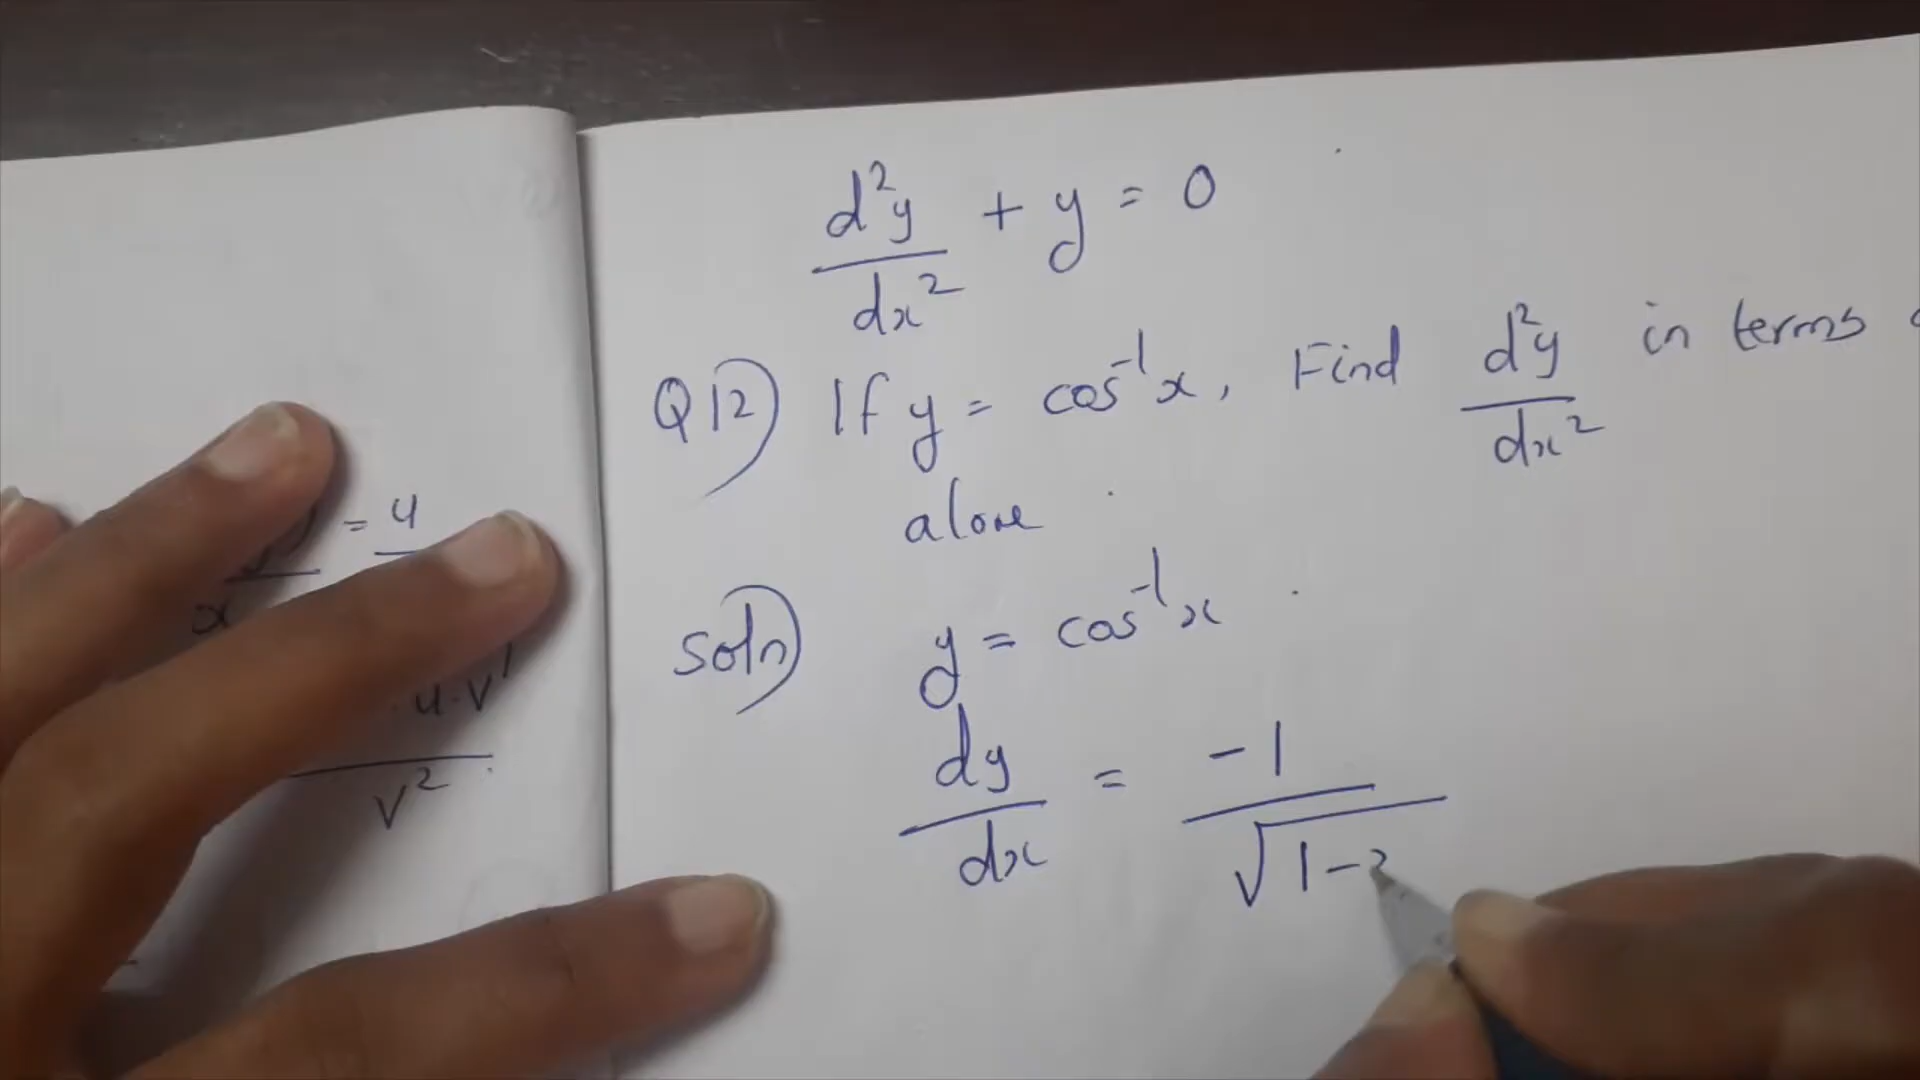 d²y/dx² + y = 0
Q12) If y = cos⁻¹x, Find d²y/dx² in terms
alone
soln) y = cos⁻¹x
dy/dx = -1/√1-
= u
u.v'
v²